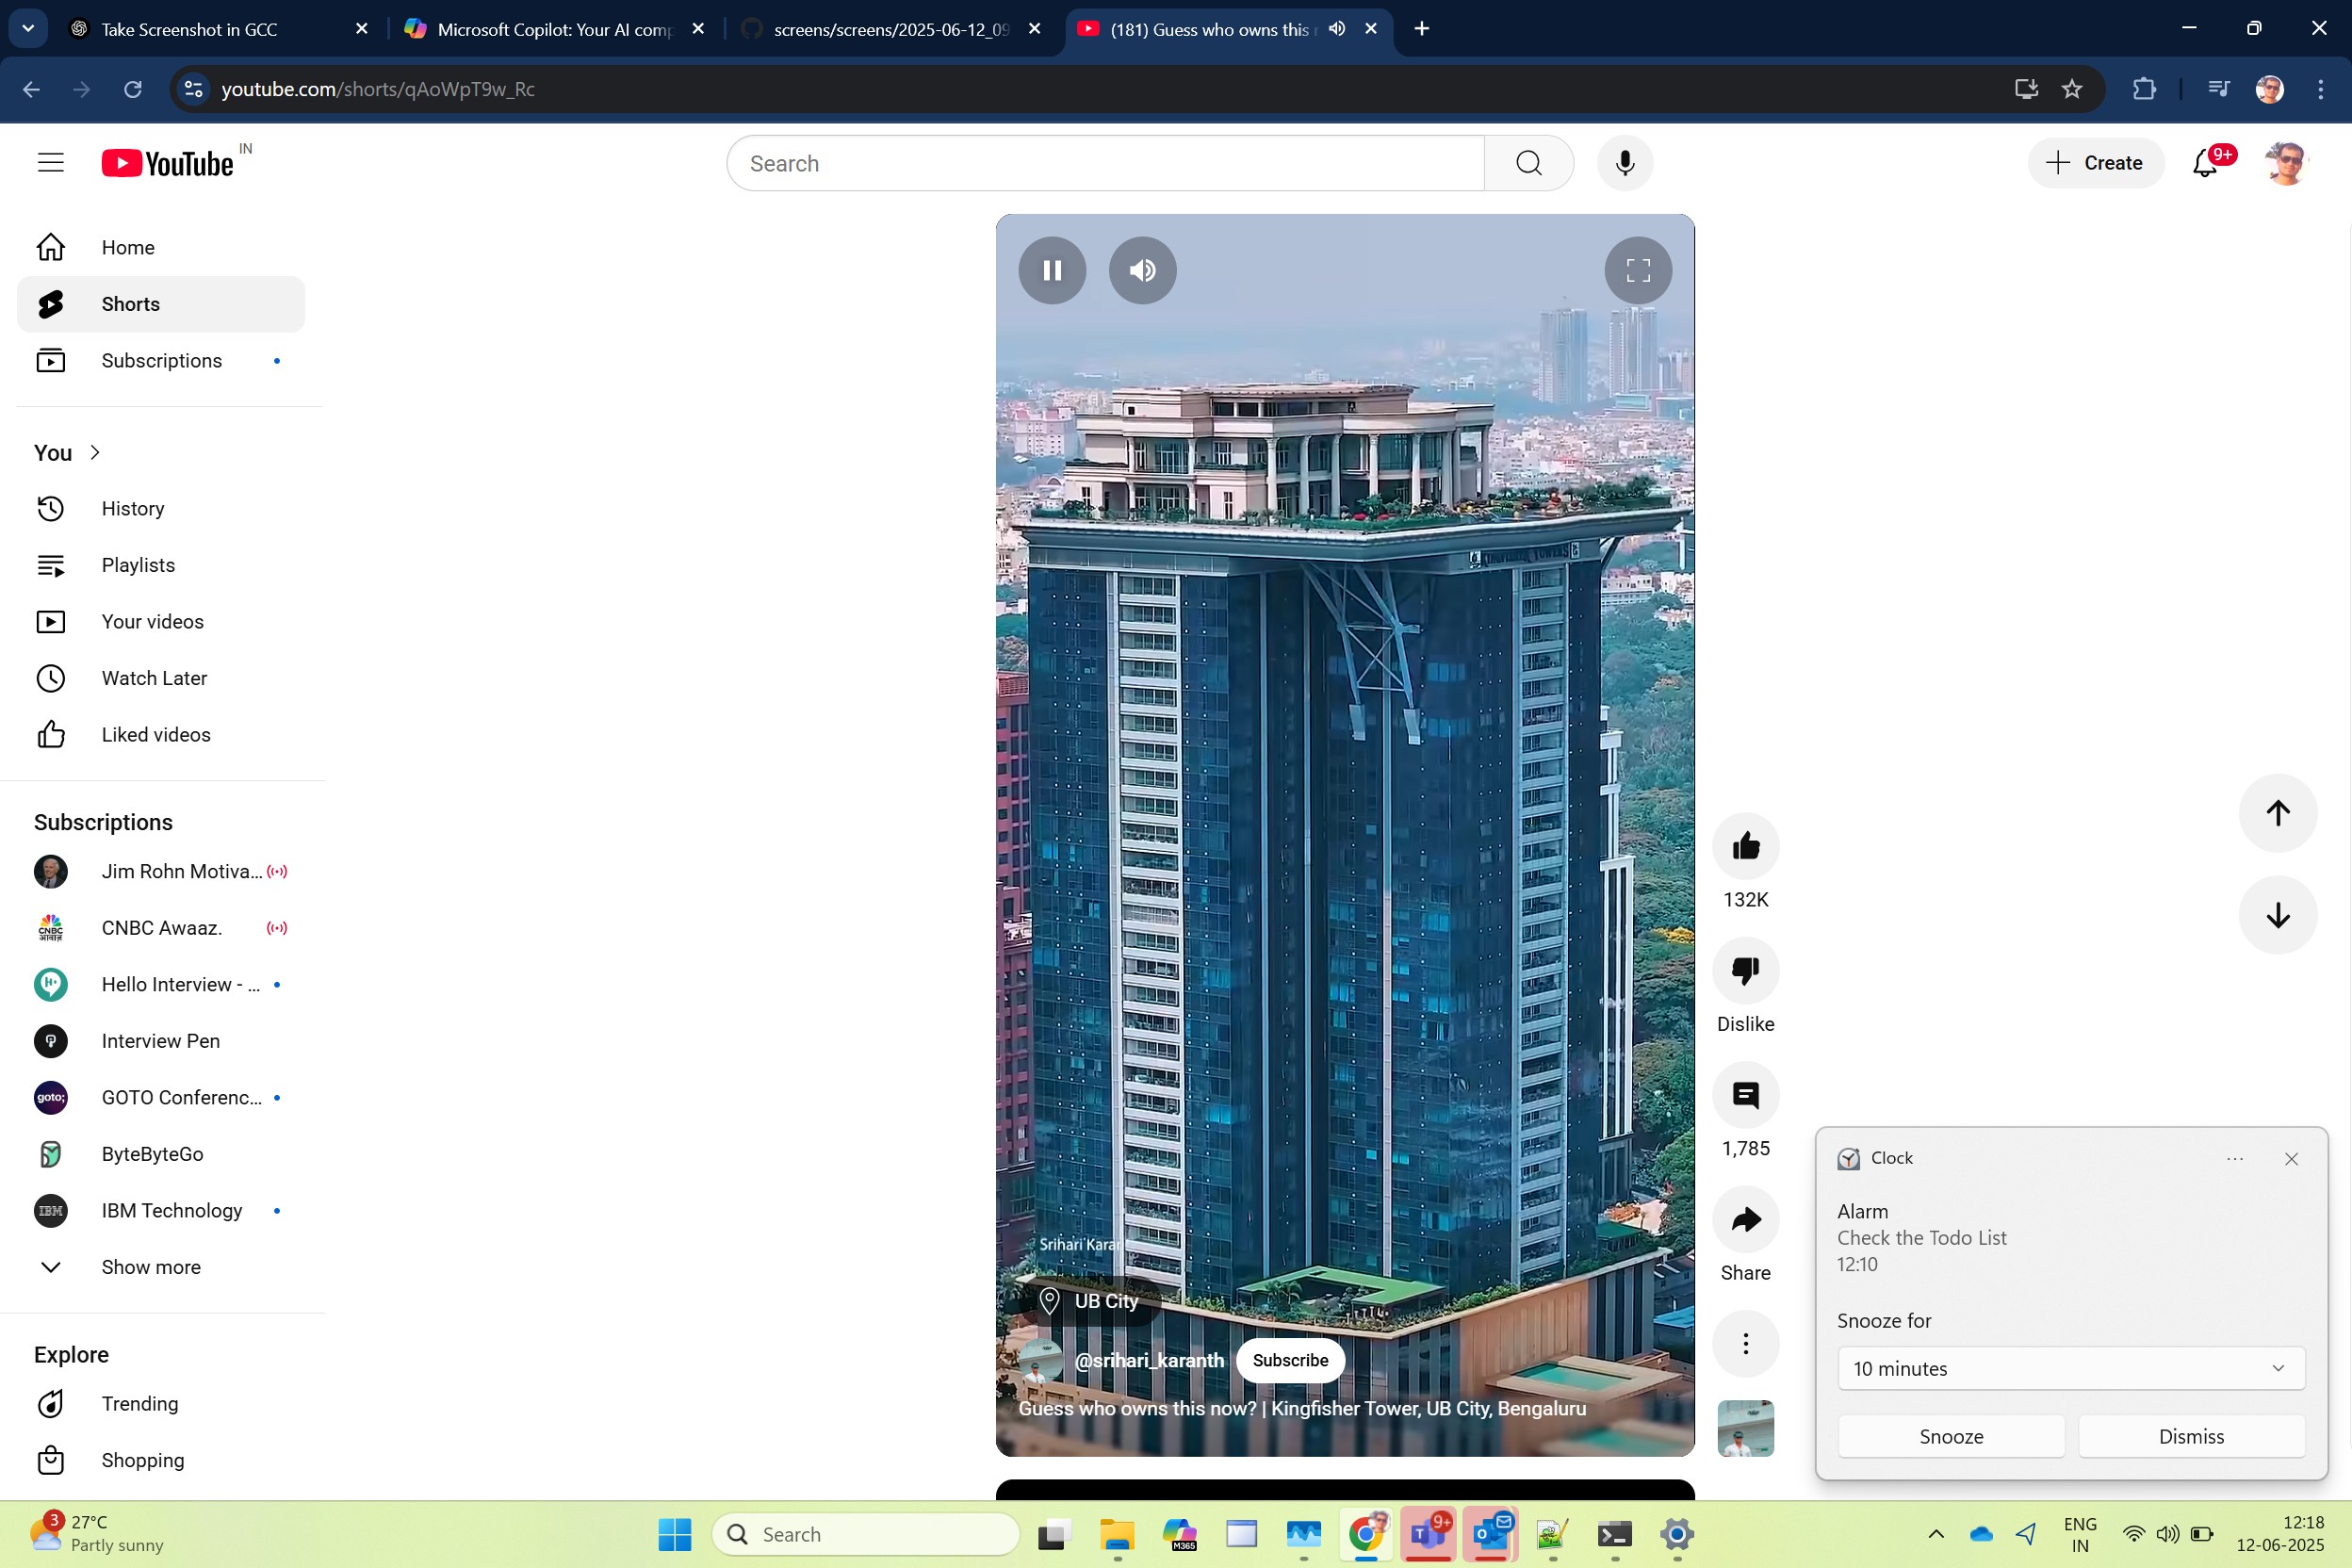 Take Screenshot in GCC
Microsoft Copilot: Your AI comp
screens/screens/2025-06-12_09
(181) Guess who owns this
youtube.com/shorts/qAoWpT9w_Rc
YouTube IN
Search
Create
9+
Home
Shorts
Subscriptions
You
History
Playlists
Your videos
Watch Later
Liked videos
Subscriptions
Jim Rohn Motiva...
CNBC Awaaz.
Hello Interview - ...
Interview Pen
GOTO Conferenc...
ByteByteGo
IBM Technology
Show more
Explore
Trending
Shopping
KINGFISHER TOWERS
Srihari Karan
UB City
@srihari_karanth
Subscribe
Guess who owns this now? | Kingfisher Tower, UB City, Bengaluru
132K
Dislike
1,785
Share
Clock
Alarm
Check the Todo List
12:10
Snooze for
10 minutes
Snooze
Dismiss
3
27°C
Partly sunny
Search
M365
9+
ENG
IN
12:18
12-06-2025